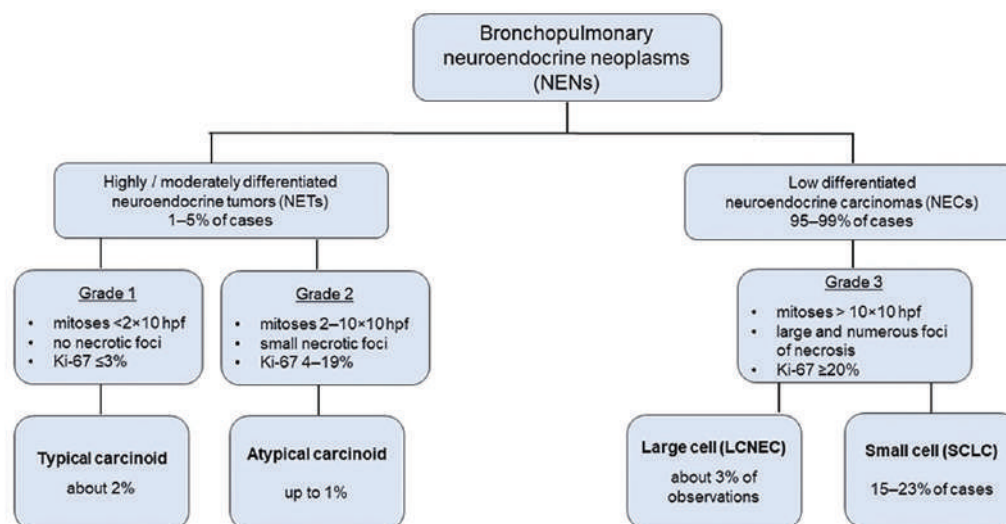 Bronchopulmonary
neuroendocrine neoplasms
(NENs)
Highly / moderately differentiated
neuroendocrine tumors (NETs)
1–5% of cases
Low differentiated
neuroendocrine carcinomas (NECs)
95–99% of cases
Grade 1
• mitoses <2×10 hpf
• no necrotic foci
• Ki-67 ≤3%
Grade 2
• mitoses 2–10×10 hpf
• small necrotic foci
• Ki-67 4–19%
Grade 3
• mitoses > 10×10 hpf
• large and numerous foci
of necrosis
• Ki-67 ≥20%
Typical carcinoid
about 2%
Atypical carcinoid
up to 1%
Large cell (LCNEC)
about 3% of
observations
Small cell (SCLC)
15–23% of cases